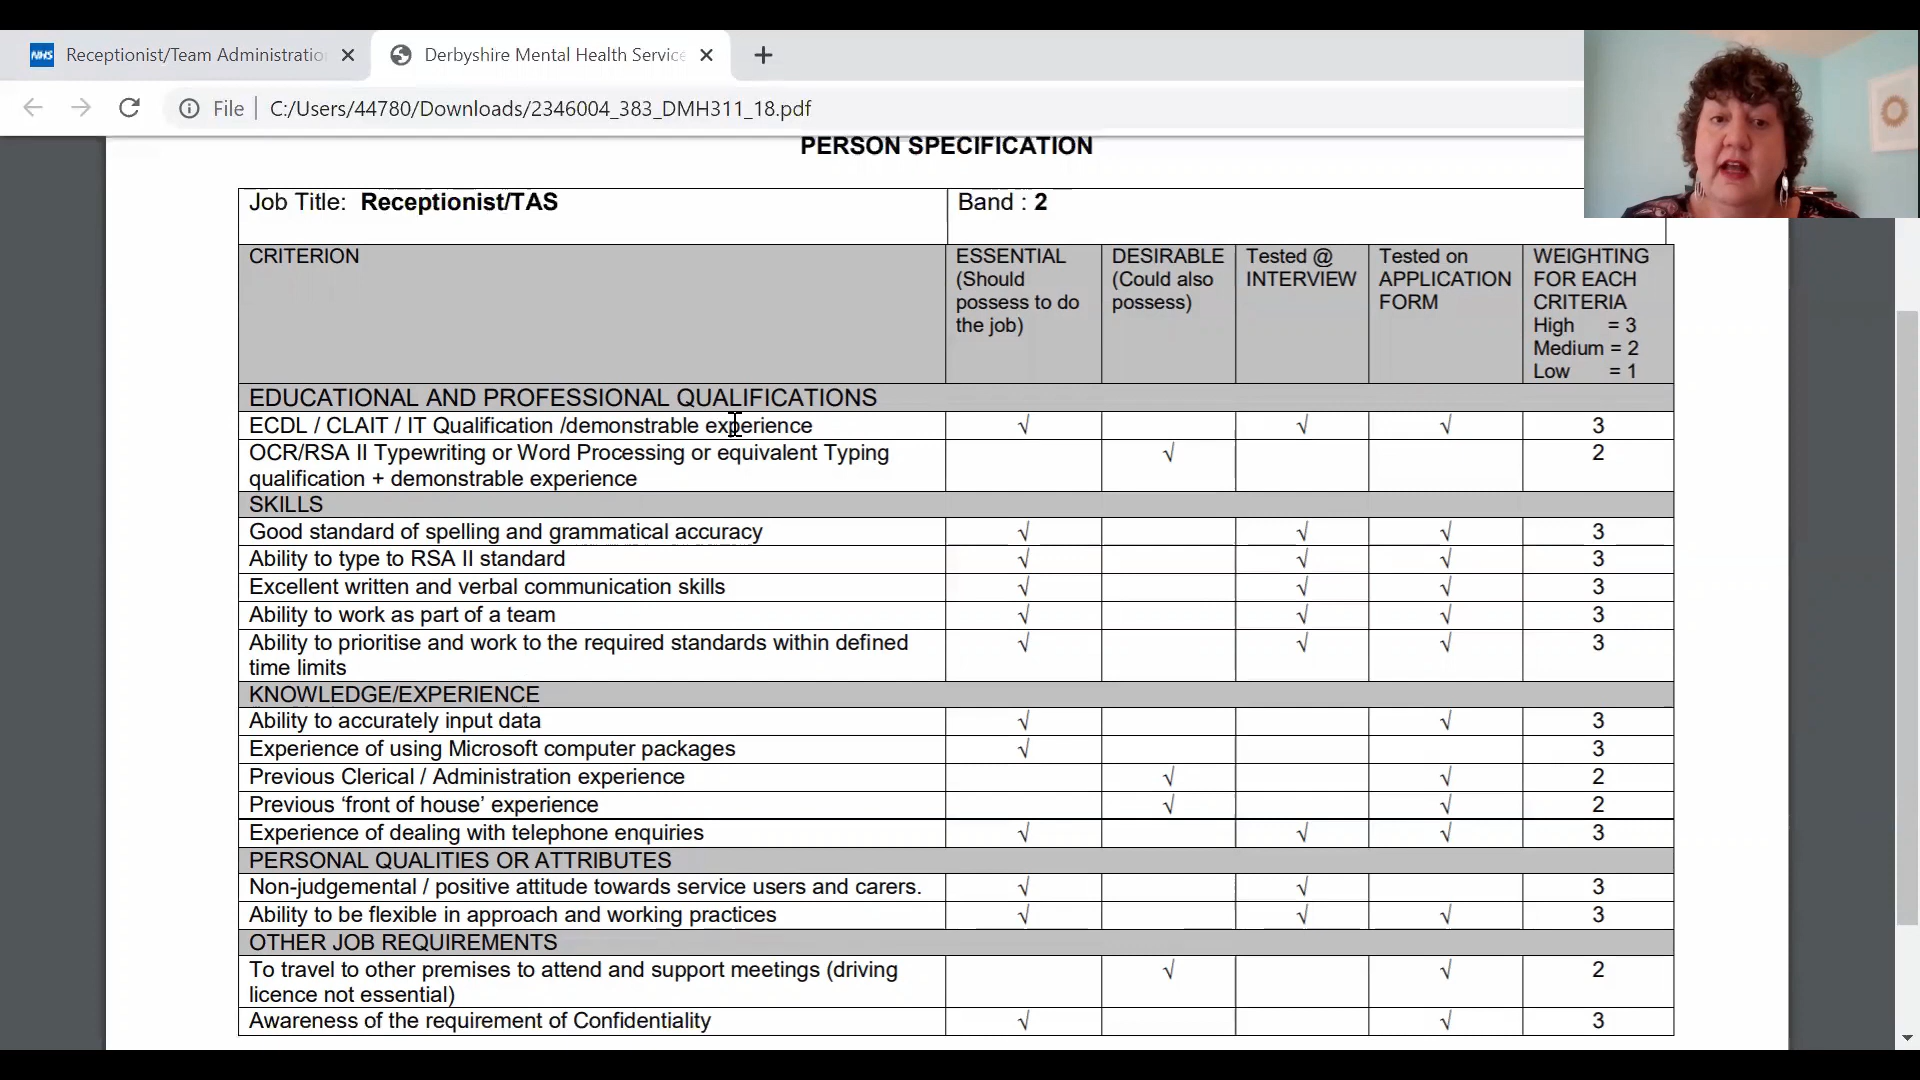 NHS Receptionist/Team Administratio
Derbyshire Mental Health Service
File C:/Users/44780/Downloads/2346004_383_DMH311_18.pdf
PERSON SPECIFICATION
Job Title: Receptionist/TAS Band : 2
CRITERION
ESSENTIAL
(Should
possess to do
the job)
DESIRABLE
(Could also
possess)
Tested @
INTERVIEW
Tested on
APPLICATION
FORM
WEIGHTING
FOR EACH
CRITERIA
High = 3
Medium = 2
Low = 1
EDUCATIONAL AND PROFESSIONAL QUALIFICATIONS
ECDL / CLAIT / IT Qualification /demonstrable experience √ √ √ 3
OCR/RSA II Typewriting or Word Processing or equivalent Typing √ 2
qualification + demonstrable experience
SKILLS
Good standard of spelling and grammatical accuracy √ √ √ 3
Ability to type to RSA II standard √ √ √ 3
Excellent written and verbal communication skills √ √ √ 3
Ability to work as part of a team √ √ √ 3
Ability to prioritise and work to the required standards within defined √ √ √ 3
time limits
KNOWLEDGE/EXPERIENCE
Ability to accurately input data √ √ 3
Experience of using Microsoft computer packages √ 3
Previous Clerical / Administration experience √ √ 2
Previous ‘front of house’ experience √ √ 2
Experience of dealing with telephone enquiries √ √ √ 3
PERSONAL QUALITIES OR ATTRIBUTES
Non-judgemental / positive attitude towards service users and carers. √ √ 3
Ability to be flexible in approach and working practices √ √ √ 3
OTHER JOB REQUIREMENTS
To travel to other premises to attend and support meetings (driving √ √ 2
licence not essential)
Awareness of the requirement of Confidentiality √ √ 3